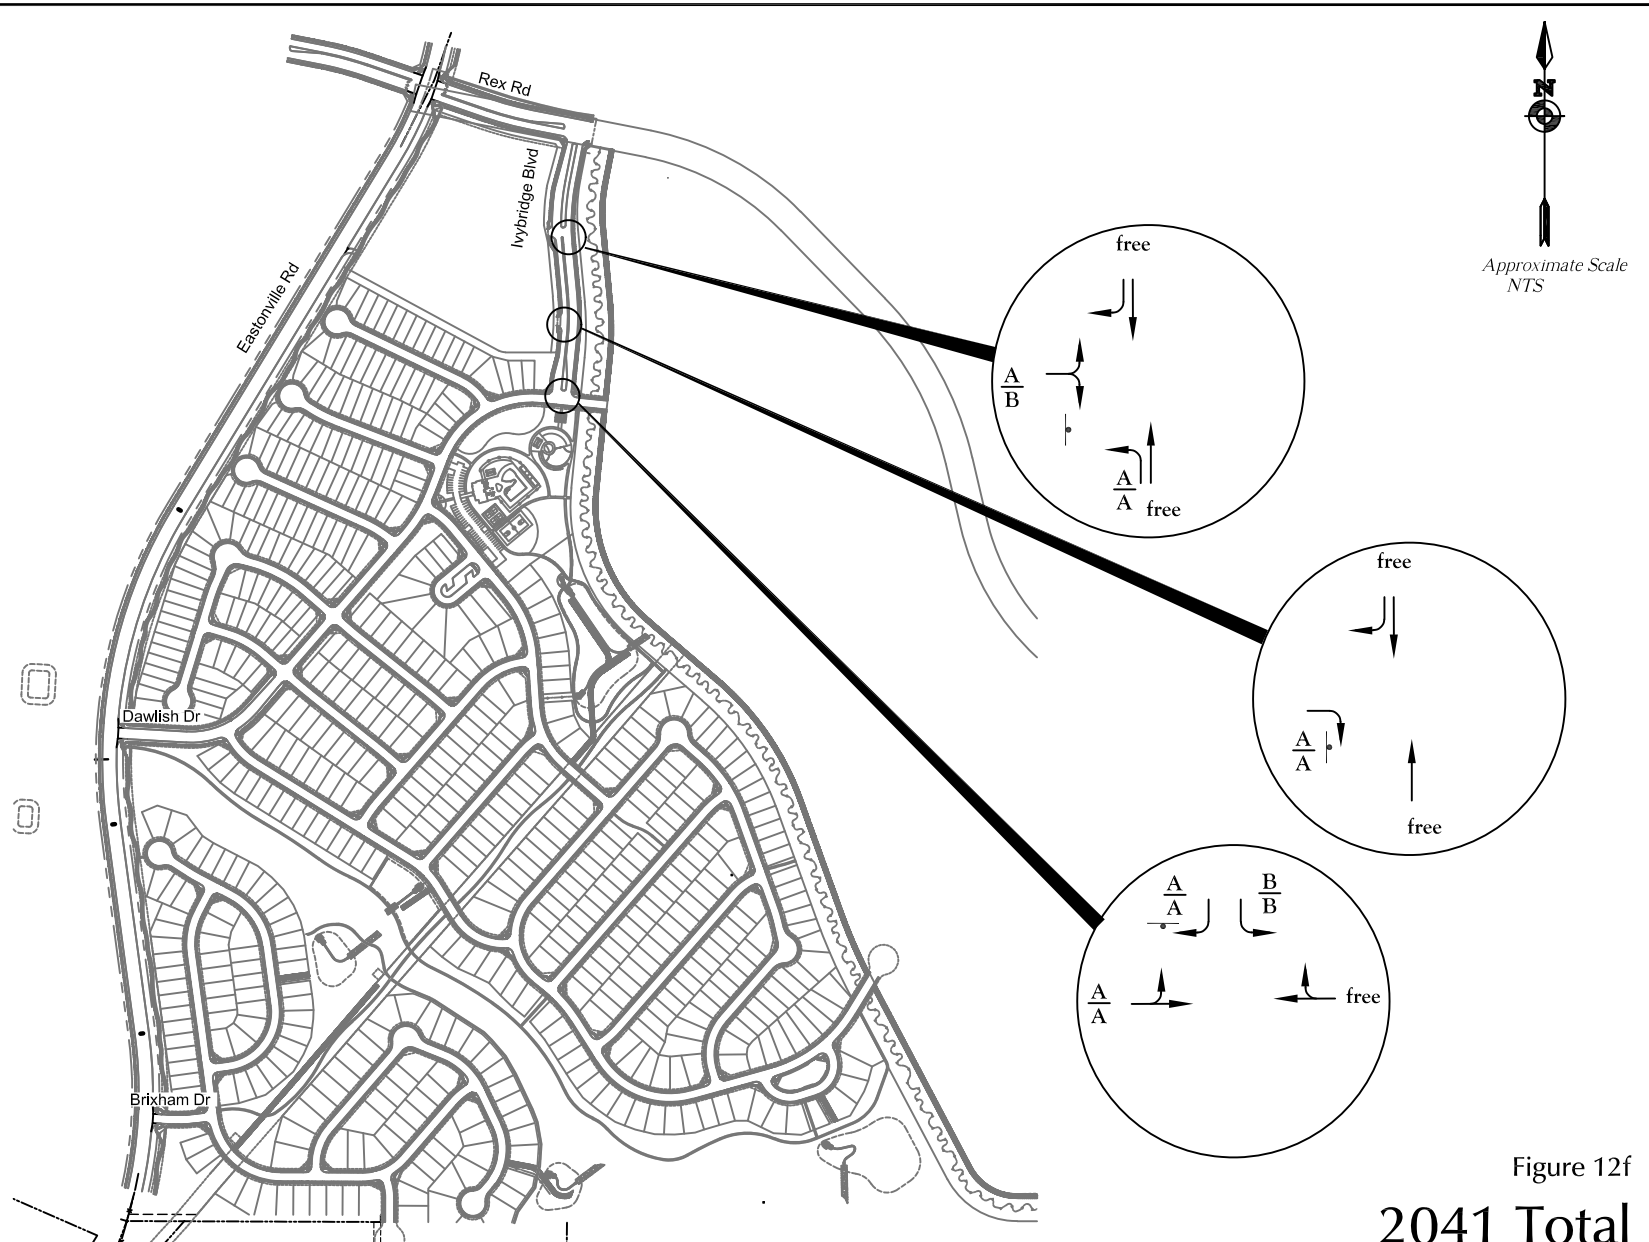 Rex Rd
Ivybridge Blvd
Eastonville Rd
Dawlish Dr
Brixham Dr
N
Approximate Scale
NTS
free
A
B
A
A
free
free
A
A
free
A
A
B
B
A
A
free
Figure 12f
2041 Total